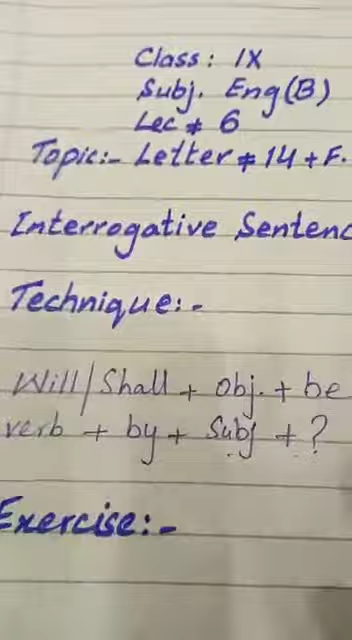 Class: IX
Subj. Eng(B)
Lec # 6
Topic:- Letter # 14 + F.
Interrogative Sentenc
Technique:-
Will/Shall + Obj. + be
verb + by + Subj + ?
Exercise:-